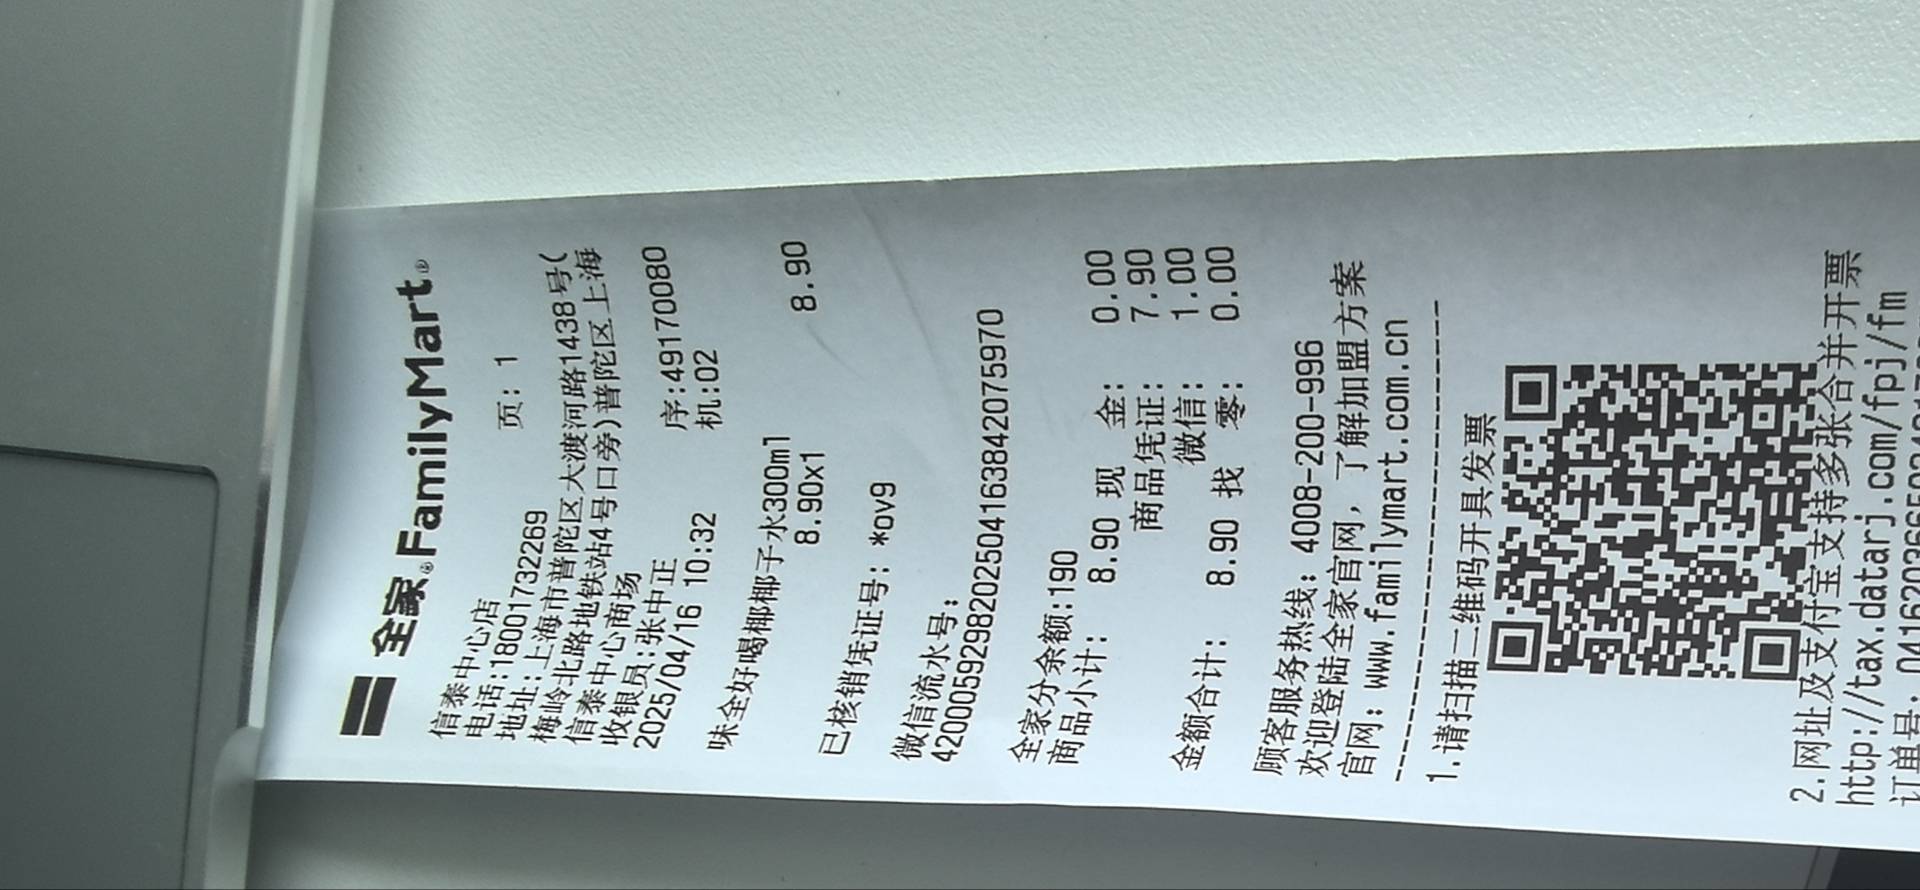 全家 FamilyMart
信泰中心店 页: 1
电话:18001732269
地址:上海市普陀区大渡河路1438号(
梅岭北路地铁站4号口旁)普陀区上海
信泰中心商场
收银员:张中正 序:49170080
2025/04/16 10:32 机:02
味全好喝椰椰子水300ml
8.90x1 8.90
已核销凭证号: *ov9
微信流水号:
4200059292982025041638420759​70
全家分余额:190
商品小计: 8.90 现 金: 0.00
商品凭证: 7.90
微信: 1.00
金额合计: 8.90 找 零: 0.00
顾客服务热线: 4008-200-996
欢迎登陆全家官网, 了解加盟方案
官网: www.familymart.com.cn
1.请扫描二维码开具发票
2.网址及支付宝支持多张合并开票
http://tax.datarj.com/fpj/fm
订单号: